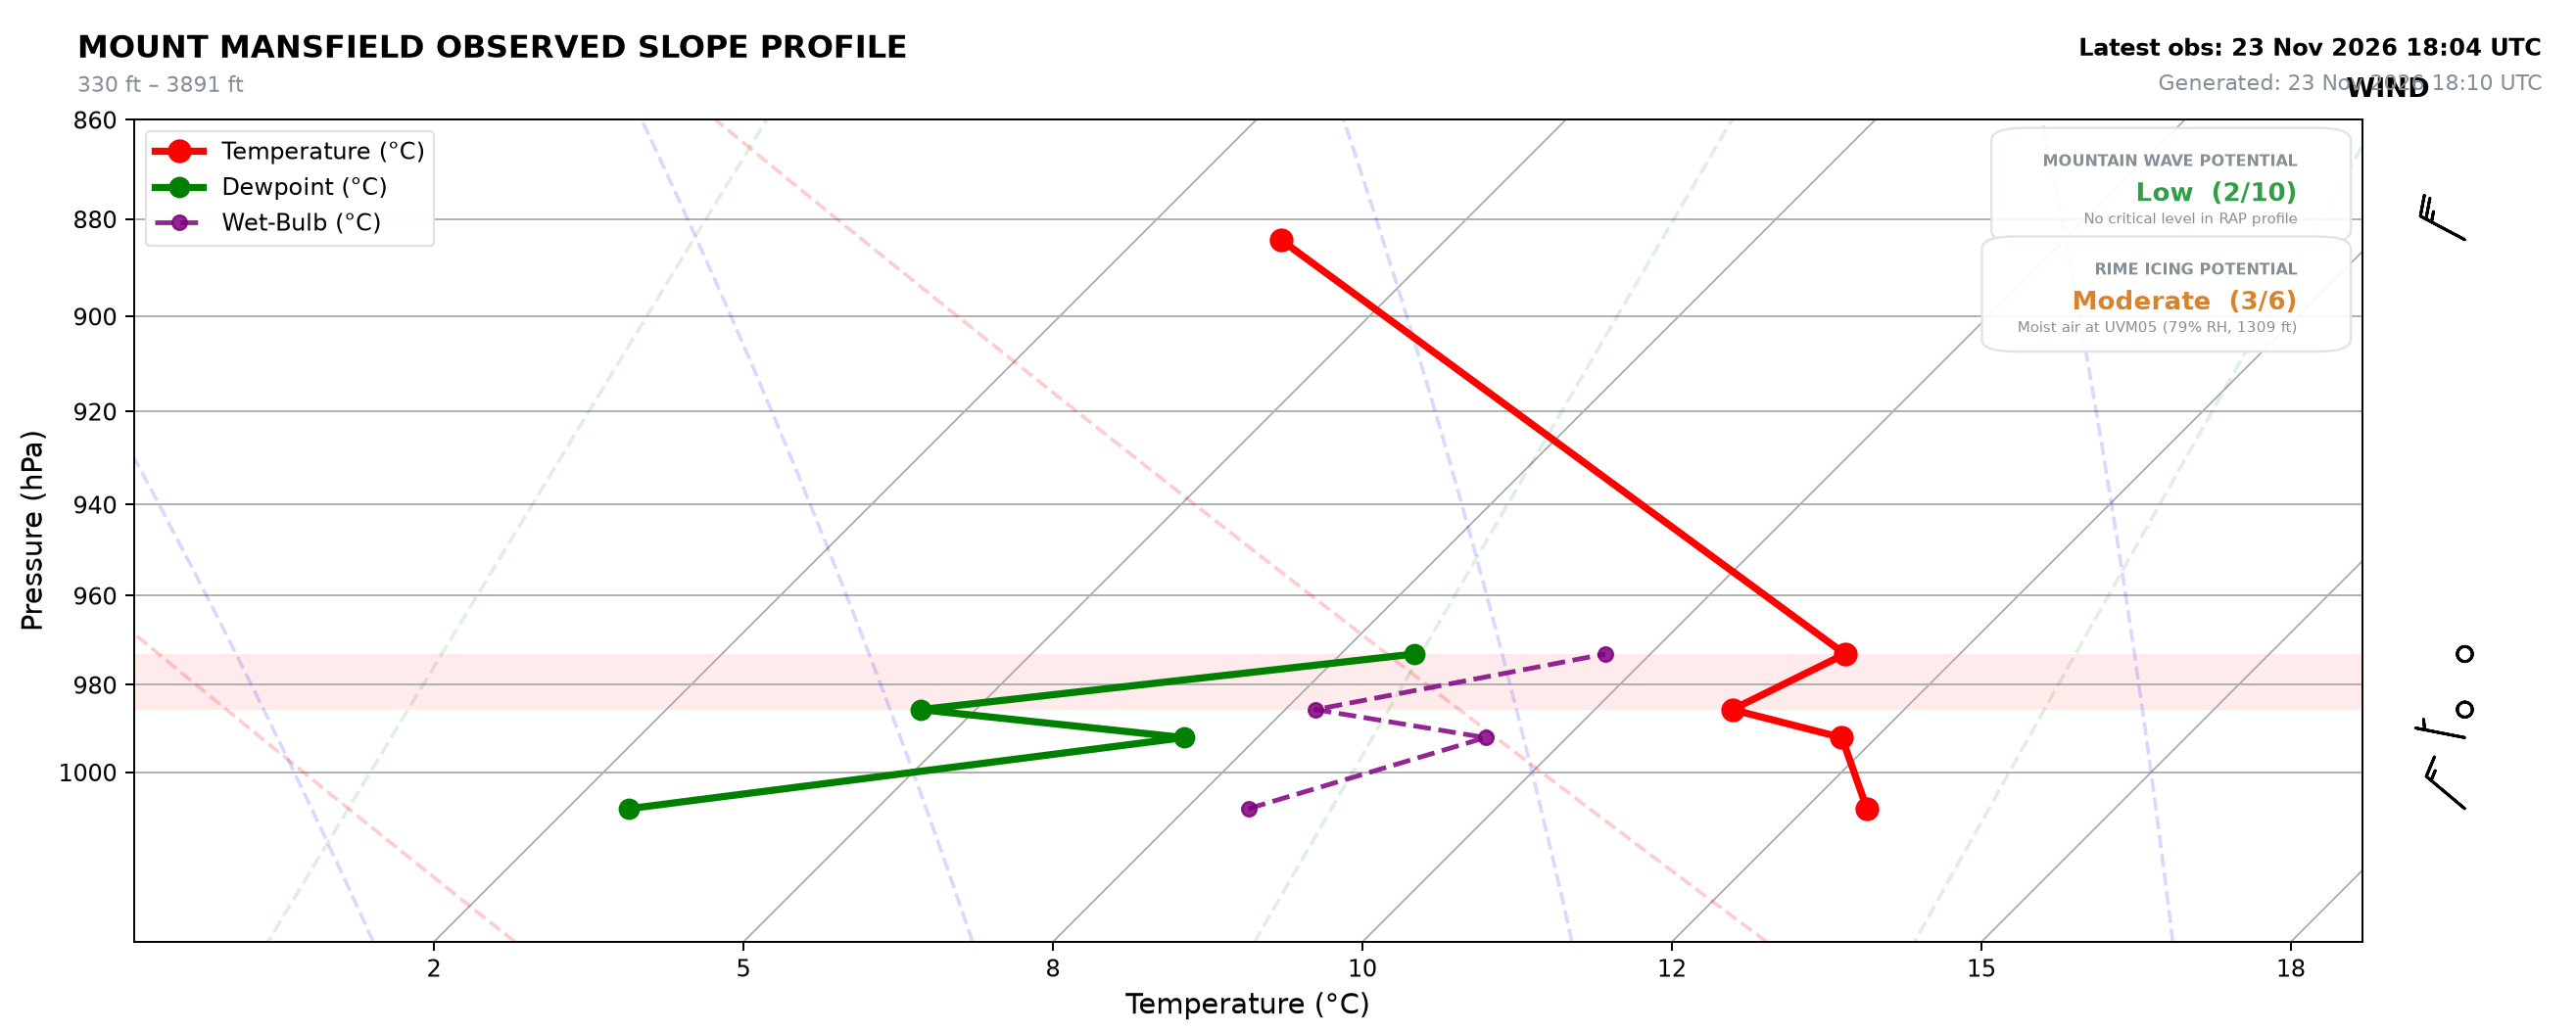 MOUNT MANSFIELD OBSERVED SLOPE PROFILE
330 ft – 3891 ft
Latest obs: 23 Nov 2026 18:04 UTC
Generated: 23 Nov 2026 18:10 UTC
WIND
Temperature (°C)
Dewpoint (°C)
Wet-Bulb (°C)
MOUNTAIN WAVE POTENTIAL
Low (2/10)
No critical level in RAP profile
RIME ICING POTENTIAL
Moderate (3/6)
Moist air at UVM05 (79% RH, 1309 ft)
Pressure (hPa)
860
880
900
920
940
960
980
1000
2 5 8 10 12 15 18
Temperature (°C)